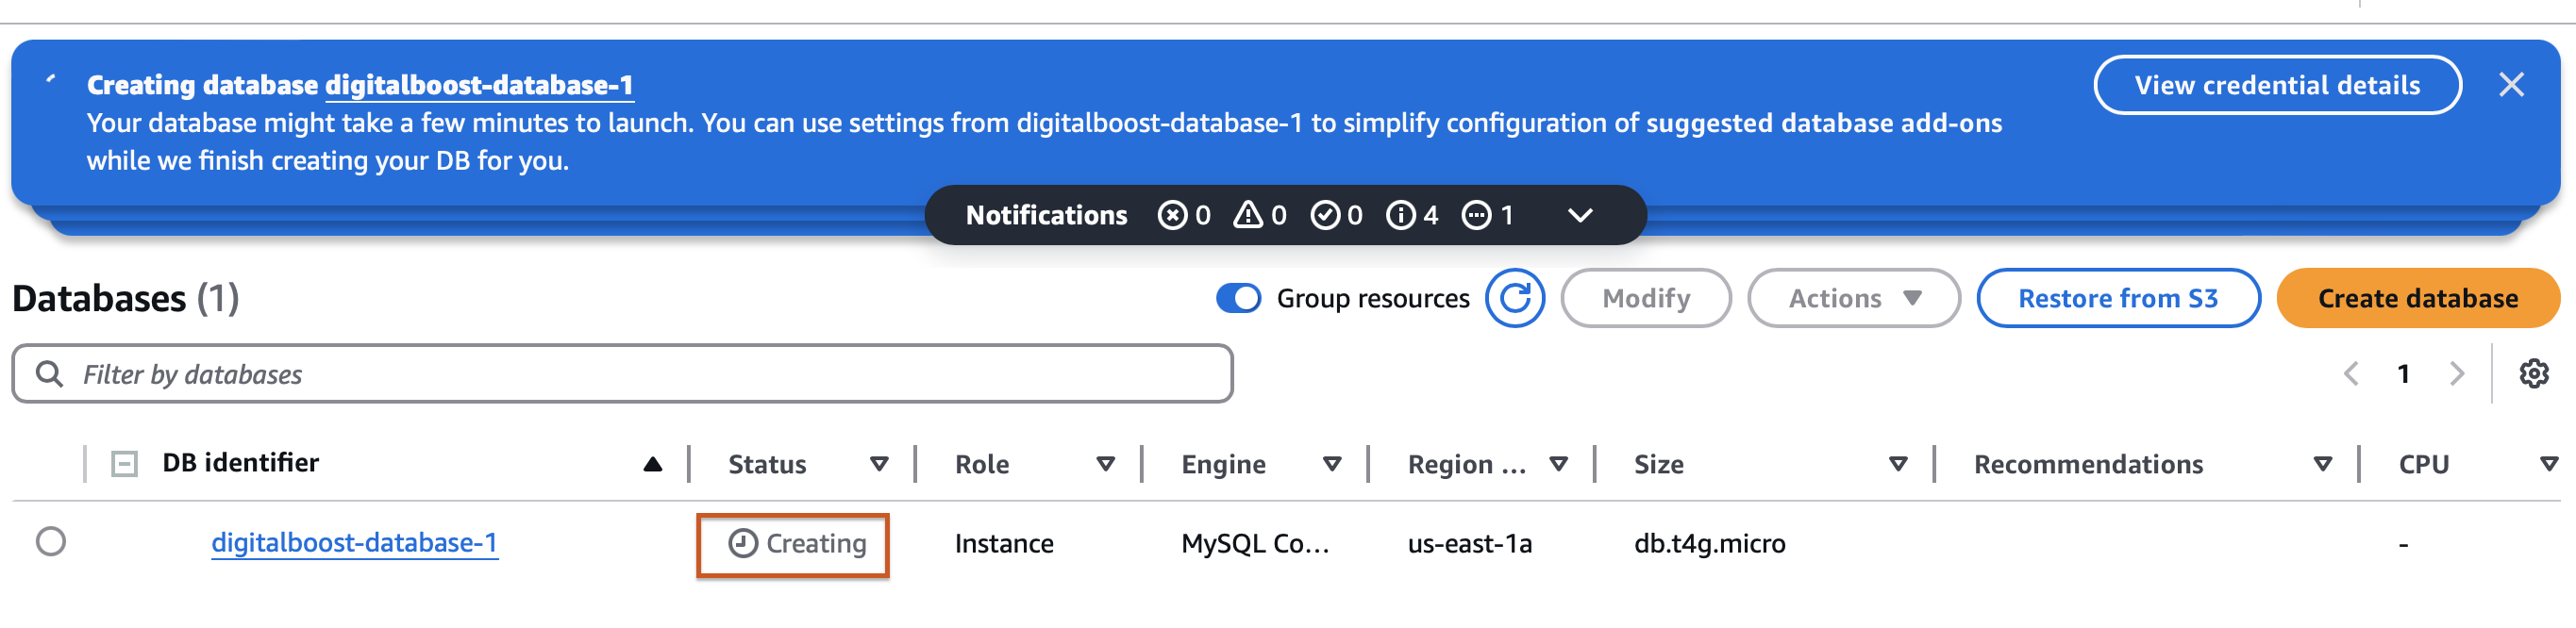 Creating database digitalboost-database-1
View credential details
Your database might take a few minutes to launch. You can use settings from digitalboost-database-1 to simplify configuration of suggested database add-ons
while we finish creating your DB for you.
Notifications 0 0 0 4 1
Databases (1)
Group resources
Modify
Actions
Restore from S3
Create database
Filter by databases
1
DB identifier Status Role Engine Region ... Size Recommendations CPU
digitalboost-database-1 Creating Instance MySQL Co... us-east-1a db.t4g.micro -